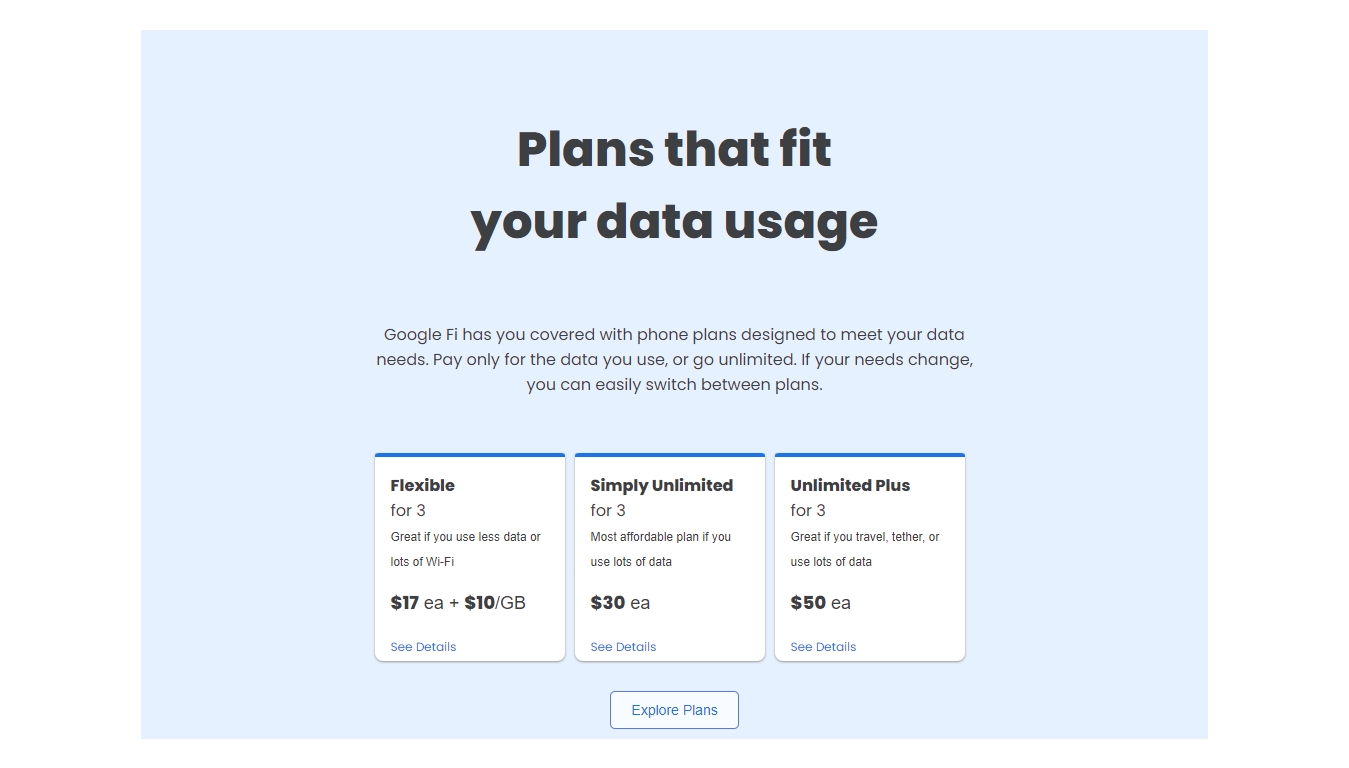 Plans that fit
your data usage
Google Fi has you covered with phone plans designed to meet your data
needs. Pay only for the data you use, or go unlimited. If your needs change,
you can easily switch between plans.
Flexible
for 3
Great if you use less data or
lots of Wi-Fi
$17 ea + $10/GB
See Details
Simply Unlimited
for 3
Most affordable plan if you
use lots of data
$30 ea
See Details
Unlimited Plus
for 3
Great if you travel, tether, or
use lots of data
$50 ea
See Details
Explore Plans